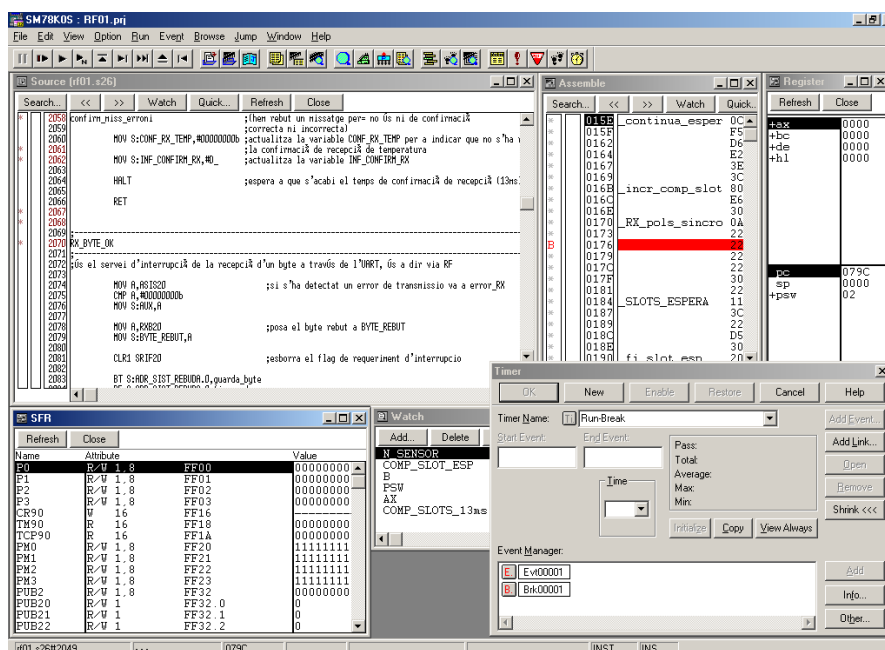 SM78K0S : RF01.prj
File Edit View Option Run Event Browse Jump Window Help
Source (rf01.s26)
Search... << >> Watch Quick... Refresh Close
2058 confirm_miss_erroni ;(hem rebut un missatge per= no Ús ni de confirmaciÃ
2059 ;correcta ni incorrecta)
2060 MOV S:CONF_RX_TEMP,#00000000b ;actualitza la variable CONF_RX_TEMP per a indicar que no s'ha
2061 ;la confirmaciÃ de recepciÃ de temperatura
2062 MOV S:INF_CONFIRM_RX,#0_ ;actualitza la variable INF_CONFIRM_RX
2063
2064 HALT ;espera a que s'acabi el temps de confirmaciÃ de recepciÃ (13ms)
2065
2066 RET
2067
2068
2069 ;
2070 RX_BYTE_OK
2071 ;
2072 ;Ús el servei d'interrupciÃ de la recepciÃ d'un byte a travÚs de l'UART, Ús a dir via RF
2073
2074 MOV A,ASIS20 ;si s'ha detectat un error de transmissio va a error_RX
2075 CMP A,#00000000b
2076 MOV S:AUX,A
2077
2078 MOV A,RXB20 ;posa el byte rebut a BYTE_REBUT
2079 MOV S:BYTE_REBUT,A
2080
2081 CLR1 SRIF20 ;esborra el flag de requeriment d'interrupcio
2082
2083 BT S:ADR_SIST_REBUDA.0,guarda_byte
Assemble
Search... << >> Watch Quick.
015E _continua_esper 0C
015F F5
0162 D6
0164 E2
0167 3E
0169 3C
016B _incr_comp_slot 80
016C E6
016E 30
0170 _RX_pols_sincro 0A
0173 22
B 0176 22
0179 22
017C 22
017F 30
0181 22
0184 _SLOTS_ESPERA 11
0187 3C
0189 22
018C D5
018E 30
0190 fi_slot_esp 20
Register
Refresh Close
+ax 0000
+bc 0000
+de 0000
+hl 0000
pc 079C
sp 0000
+psw 02
SFR
Refresh Close
Name Attribute Value
P0 R/W 1,8 FF00 00000000
P1 R/W 1,8 FF01 00000000
P2 R/W 1,8 FF02 00000000
P3 R/W 1,8 FF03 00000000
CR90 W 16 FF16 --------
TM90 R 16 FF18 00000000
TCP90 R 16 FF1A 00000000
PM0 R/W 1,8 FF20 11111111
PM1 R/W 1,8 FF21 11111111
PM2 R/W 1,8 FF22 11111111
PM3 R/W 1,8 FF23 11111111
PUB2 R/W 1,8 FF32 00000000
PUB20 R/W 1 FF32.0 0
PUB21 R/W 1 FF32.1 0
PUB22 R/W 1 FF32.2 0
Watch
Add... Delete
N_SENSOR
COMP_SLOT_ESP
B
PSW
AX
COMP_SLOTS_13ms
Timer
OK New Enable Restore Cancel Help
Timer Name: Ti Run-Break
Add Event...
Start Event: End Event:
Pass:
Total:
Average:
Max:
Min:
Time
Add Link...
Open
Remove
Shrink <<<
Initialize Copy View Always
Event Manager:
E. Evt00001
B. Brk00001
Add
Info...
Other...
rf01.s26#2049 ... 079C INST INS